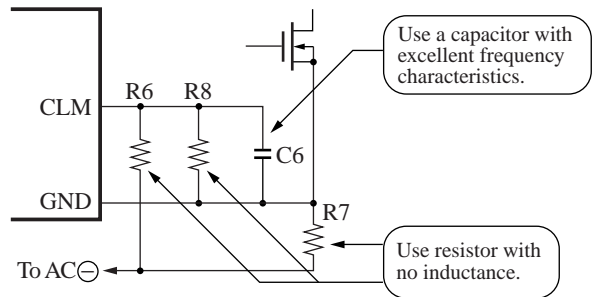 Use a capacitor with
excellent frequency
characteristics.
R6
R8
CLM
C6
GND
R7
Use resistor with
no inductance.
To AC⊖